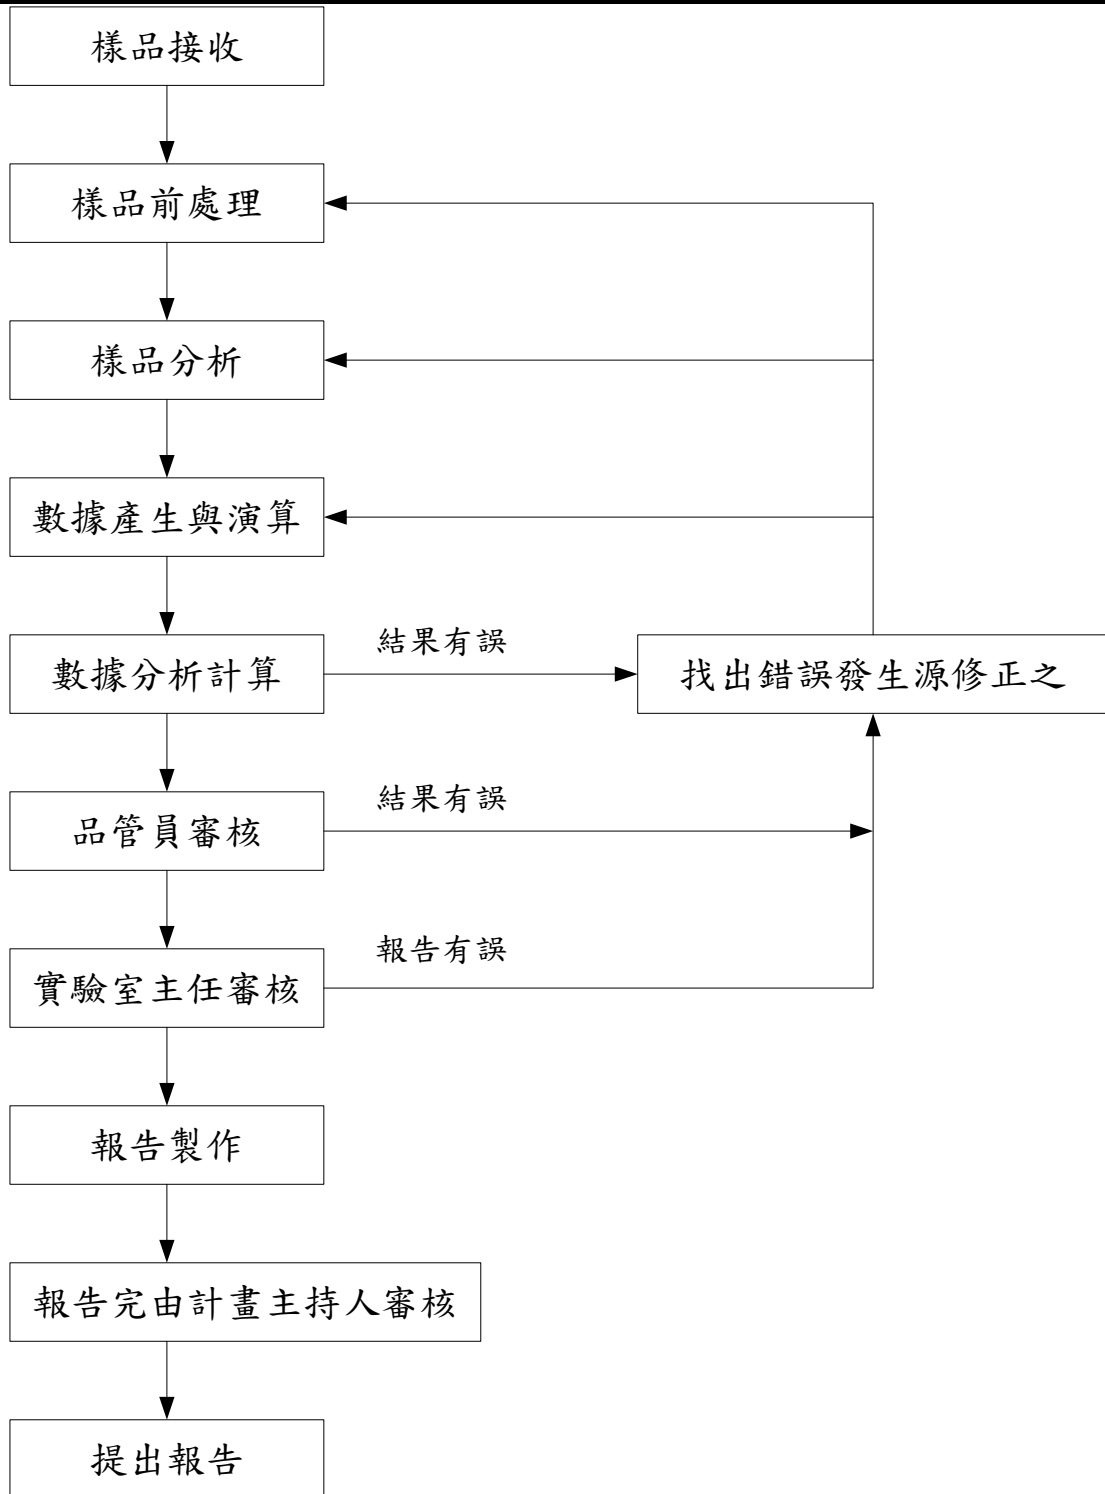 樣品接收
樣品前處理
樣品分析
數據產生與演算
結果有誤
數據分析計算
找出錯誤發生源修正之
結果有誤
品管員審核
報告有誤
實驗室主任審核
報告製作
報告完由計畫主持人審核
提出報告